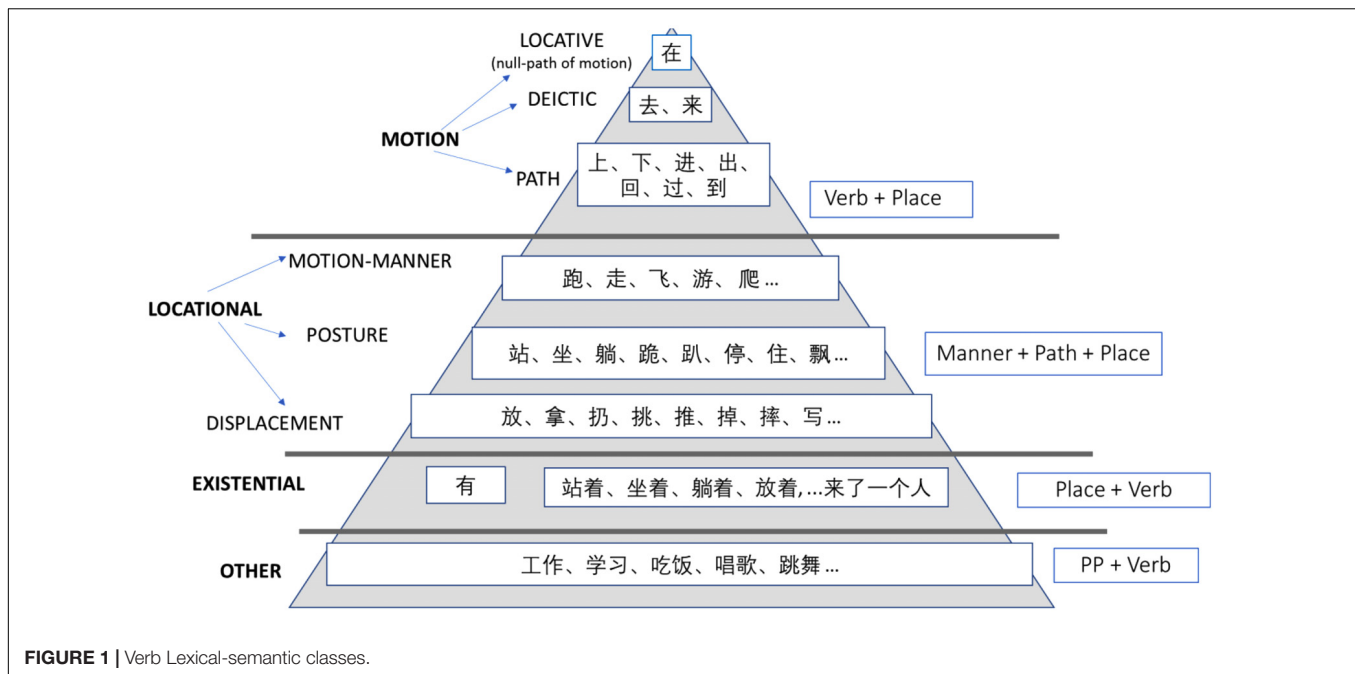 LOCATIVE
(null-path of motion)
在
DEICTIC
去、来
MOTION
PATH
上、下、进、出、
回、过、到
Verb + Place
MOTION-MANNER
跑、走、飞、游、爬 ...
LOCATIONAL
POSTURE
站、坐、躺、跪、趴、停、住、飘...
Manner + Path + Place
DISPLACEMENT
放、拿、扔、挑、推、掉、摔、写 ...
EXISTENTIAL
有
站着、坐着、躺着、放着, ...来了一个人
Place + Verb
OTHER
工作、学习、吃饭、唱歌、跳舞 ...
PP + Verb
FIGURE 1 | Verb Lexical-semantic classes.